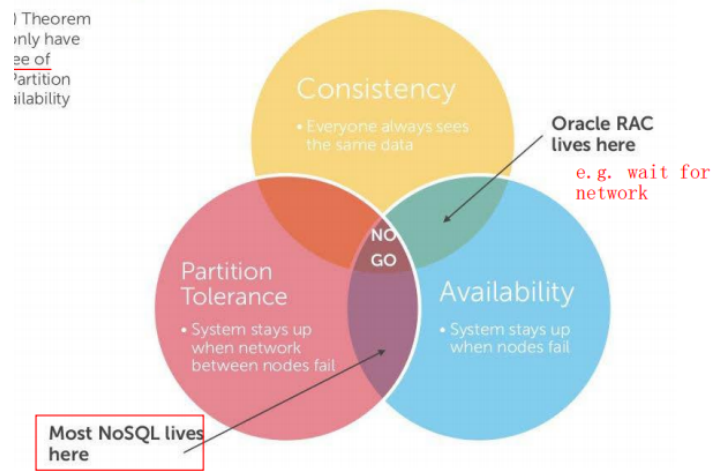 ) Theorem
only have
ee of
Partition
ailability
Consistency
• Everyone always sees
the same data
Oracle RAC
lives here
e.g. wait for
network
NO
GO
Partition
Tolerance
• System stays up
when network
between nodes fail
Availability
• System stays up
when nodes fail
Most NoSQL lives
here